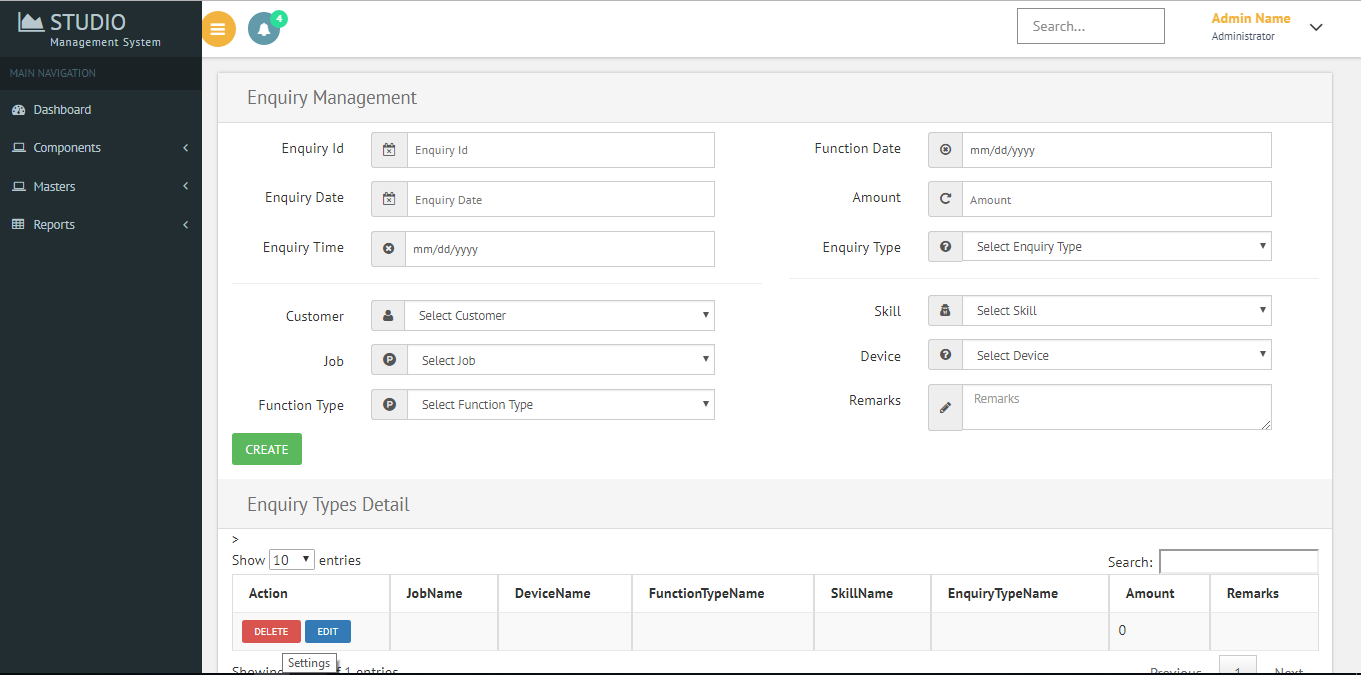 STUDIO
Management System
4
Search...
Admin Name
Administrator
MAIN NAVIGATION
Dashboard
Components
Masters
Reports
Enquiry Management
Enquiry Id
Enquiry Id
Function Date
mm/dd/yyyy
Enquiry Date
Enquiry Date
Amount
Amount
Enquiry Time
mm/dd/yyyy
Enquiry Type
Select Enquiry Type
Customer
Select Customer
Skill
Select Skill
Job
P
Select Job
Device
Select Device
Function Type
P
Select Function Type
Remarks
Remarks
CREATE
Enquiry Types Detail
>
Show 10 entries
Search:
Action JobName DeviceName FunctionTypeName SkillName EnquiryTypeName Amount Remarks
DELETE EDIT 0
Settings
Showing 1 entries
Previous 1 Next